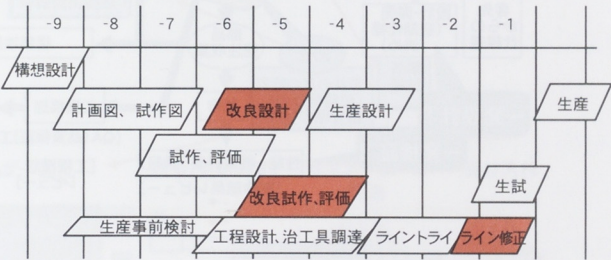 -9 -8 -7 -6 -5 -4 -3 -2 -1
構想設計
計画図、試作図 改良設計 生産設計 生産
試作、評価
生試
改良試作、評価
生産事前検討 工程設計、治工具調達 ライントライ ライン修正